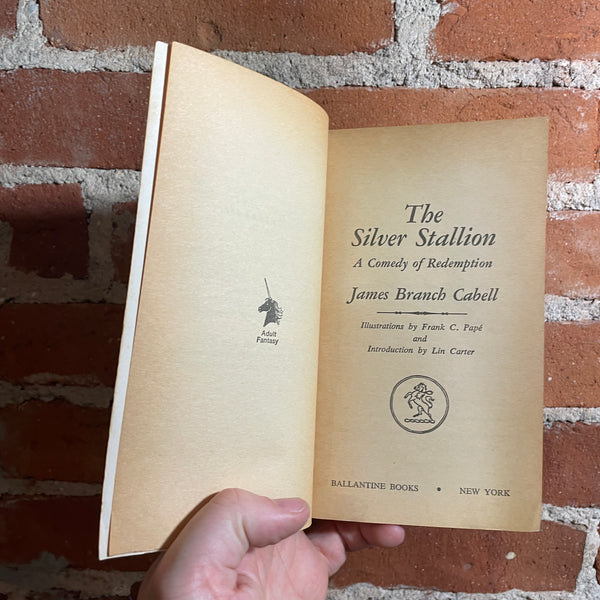 Adult
Fantasy
The
Silver Stallion
A Comedy of Redemption
James Branch Cabell
Illustrations by Frank C. Papé
and
Introduction by Lin Carter
BALLANTINE BOOKS • NEW YORK